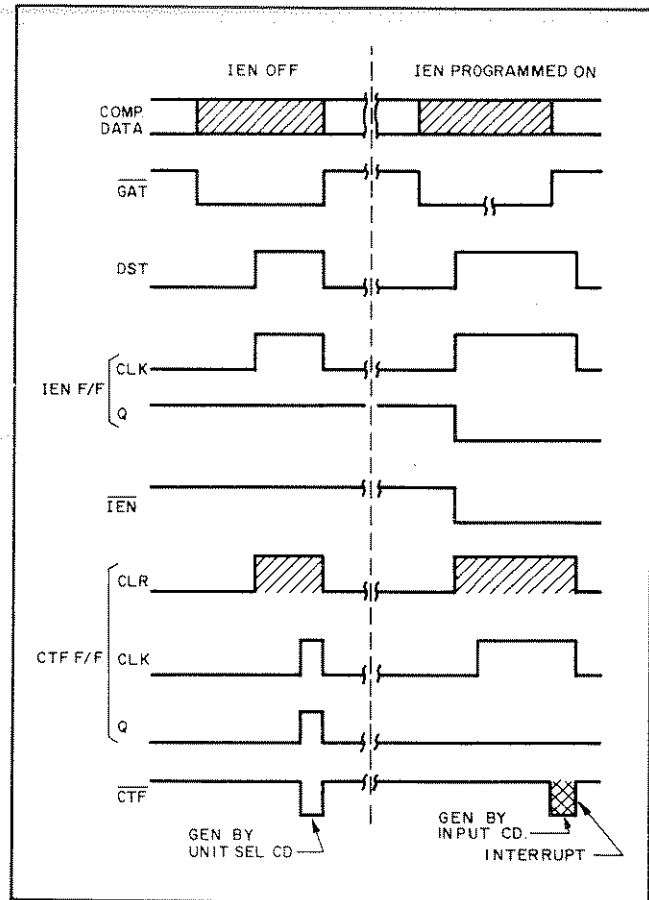 IEN OFF
IEN PROGRAMMED ON
COMP.
DATA
GAT
DST
IEN F/F
CLK
Q
IEN
CTF F/F
CLR
CLK
Q
CTF
GEN BY
UNIT SEL CD
GEN BY
INPUT CD.
INTERRUPT